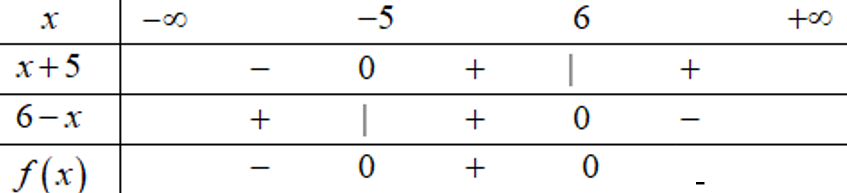 x −∞ −5 6 +∞
x+5 − 0 + | +
6−x + | + 0 −
f(x) − 0 + 0 -